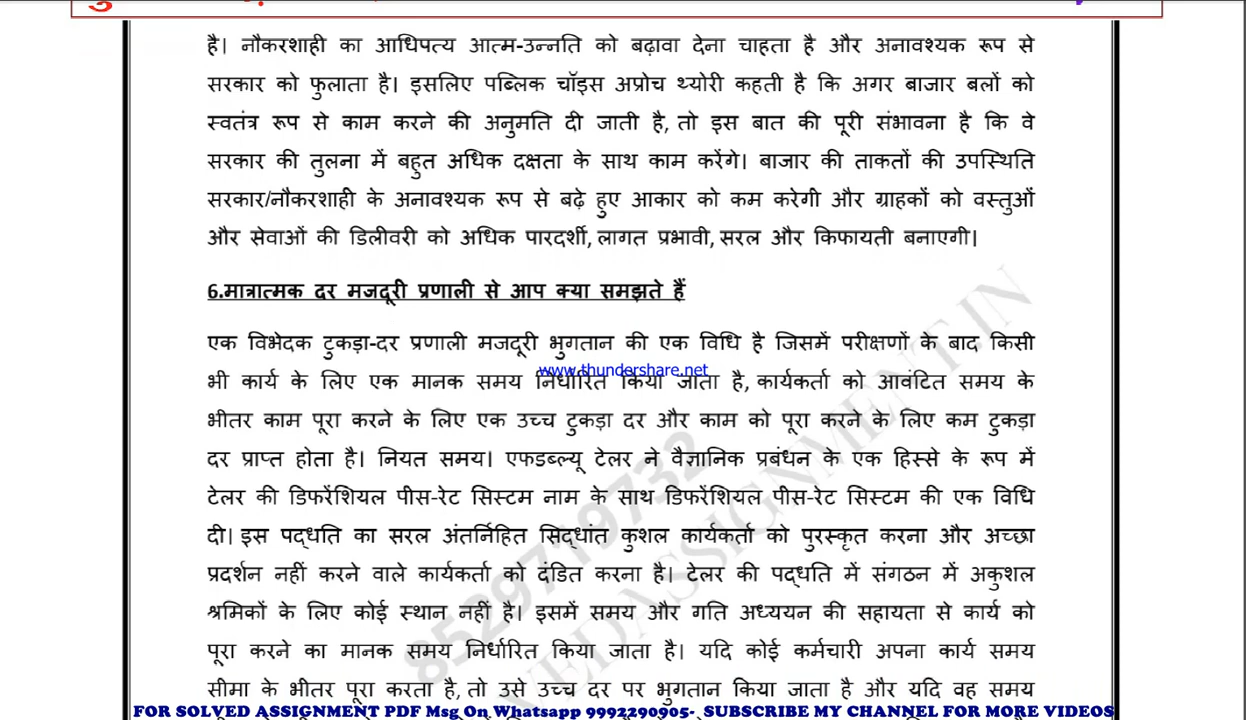 है। नौकरशाही का आधिपत्य आत्म-उन्नति को बढ़ावा देना चाहता है और अनावश्यक रूप से
सरकार को फुलाता है। इसलिए पब्लिक चॉइस अप्रोच थ्योरी कहती है कि अगर बाजार बलों को
स्वतंत्र रूप से काम करने की अनुमति दी जाती है, तो इस बात की पूरी संभावना है कि वे
सरकार की तुलना में बहुत अधिक दक्षता के साथ काम करेंगे। बाजार की ताकतों की उपस्थिति
सरकार/नौकरशाही के अनावश्यक रूप से बढ़े हुए आकार को कम करेगी और ग्राहकों को वस्तुओं
और सेवाओं की डिलीवरी को अधिक पारदर्शी, लागत प्रभावी, सरल और किफायती बनाएगी।
6.मात्रात्मक दर मजदूरी प्रणाली से आप क्या समझते हैं
एक विभेदक टुकड़ा-दर प्रणाली मजदूरी भुगतान की एक विधि है जिसमें परीक्षणों के बाद किसी
www.thundershare.net
भी कार्य के लिए एक मानक समय निर्धारित किया जाता है, कार्यकर्ता को आवंटित समय के
भीतर काम पूरा करने के लिए एक उच्च टुकड़ा दर और काम को पूरा करने के लिए कम टुकड़ा
दर प्राप्त होता है। नियत समय। एफडब्ल्यू टेलर ने वैज्ञानिक प्रबंधन के एक हिस्से के रूप में
टेलर की डिफरेंशियल पीस-रेट सिस्टम नाम के साथ डिफरेंशियल पीस-रेट सिस्टम की एक विधि
दी। इस पद्धति का सरल अंतर्निहित सिद्धांत कुशल कार्यकर्ता को पुरस्कृत करना और अच्छा
प्रदर्शन नहीं करने वाले कार्यकर्ता को दंडित करना है। टेलर की पद्धति में संगठन में अकुशल
श्रमिकों के लिए कोई स्थान नहीं है। इसमें समय और गति अध्ययन की सहायता से कार्य को
पूरा करने का मानक समय निर्धारित किया जाता है। यदि कोई कर्मचारी अपना कार्य समय
सीमा के भीतर पूरा करता है, तो उसे उच्च दर पर भुगतान किया जाता है और यदि वह समय
8529719732
VEDASSIGNMENT.IN
FOR SOLVED ASSIGNMENT PDF Msg On Whatsapp 9992290905- SUBSCRIBE MY CHANNEL FOR MORE VIDEOS